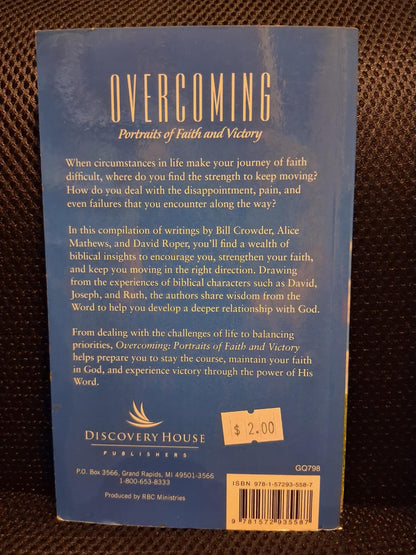 OVERCOMING
Portraits of Faith and Victory
When circumstances in life make your journey of faith
difficult, where do you find the strength to keep moving?
How do you deal with the disappointment, pain, and
even failures that you encounter along the way?
In this compilation of writings by Bill Crowder, Alice
Mathews, and David Roper, you'll find a wealth of
biblical insights to encourage you, strengthen your faith,
and keep you moving in the right direction. Drawing
from the experiences of biblical characters such as David,
Joseph, and Ruth, the authors share wisdom from the
Word to help you develop a deeper relationship with God.
From dealing with the challenges of life to balancing
priorities, Overcoming: Portraits of Faith and Victory
helps prepare you to stay the course, maintain your faith
in God, and experience victory through the power of His
Word.
$ 2.00
DISCOVERY HOUSE
PUBLISHERS
P.O. Box 3566, Grand Rapids, MI 49501-3566
1-800-653-8333
Produced by RBC Ministries
GQ798
ISBN 978-1-57293-558-7
9 781572 935587